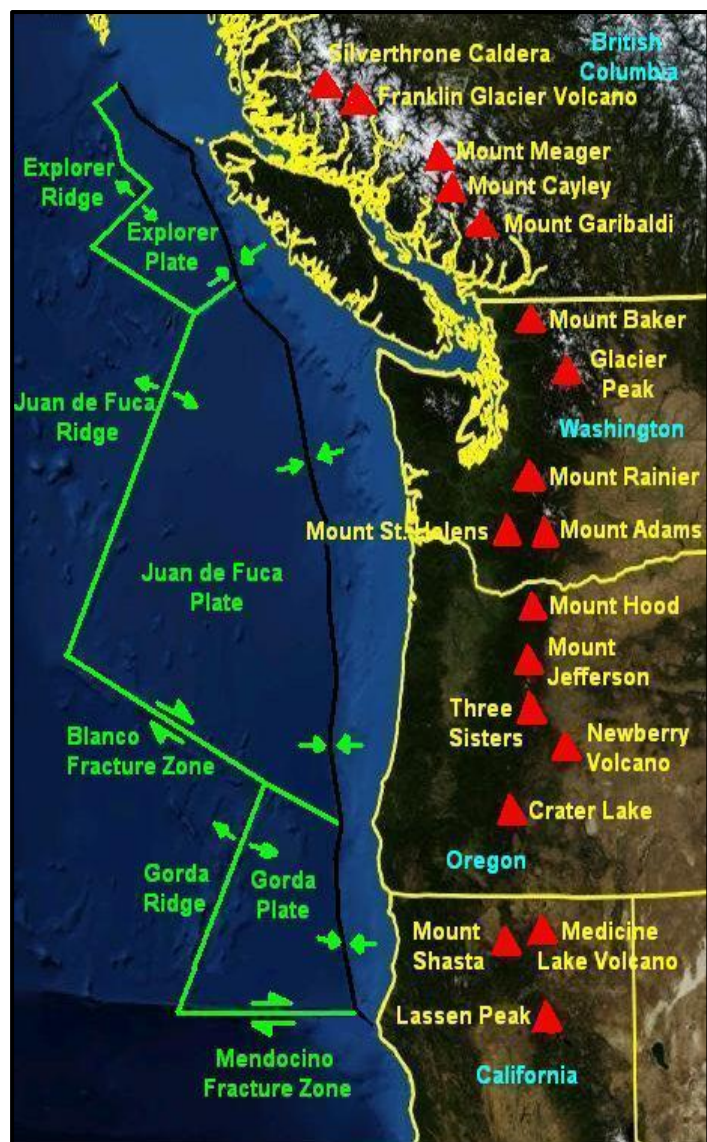 British
Columbia
Silverthrone Caldera
Franklin Glacier Volcano
Mount Meager
Mount Cayley
Mount Garibaldi
Explorer
Ridge
Explorer
Plate
Mount Baker
Glacier
Peak
Juan de Fuca
Ridge
Washington
Mount Rainier
Mount St. Helens
Mount Adams
Juan de Fuca
Plate
Mount Hood
Mount
Jefferson
Three
Sisters
Newberry
Volcano
Blanco
Fracture Zone
Crater Lake
Oregon
Gorda
Ridge
Gorda
Plate
Mount
Shasta
Medicine
Lake Volcano
Lassen Peak
Mendocino
Fracture Zone
California